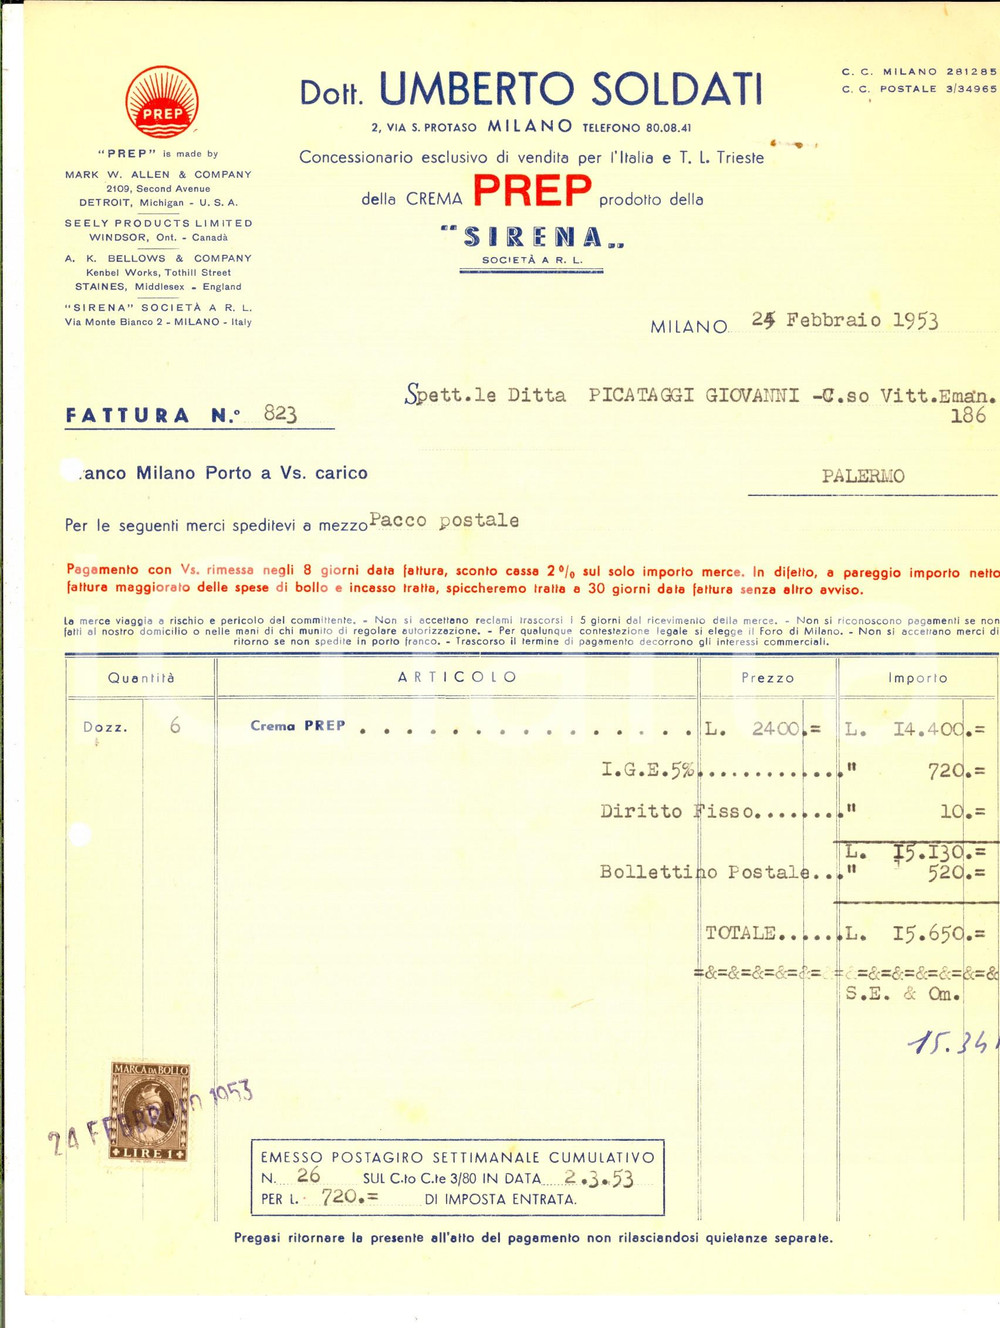 C. C. MILANO 281285
C. C. POSTALE 3/34965
PREP
Dott. UMBERTO SOLDATI
2, VIA S. PROTASO MILANO TELEFONO 80.08.41
Concessionario esclusivo di vendita per l'Italia e T. L. Trieste
della CREMA PREP prodotto della
"SIRENA"
SOCIETÀ A R. L.
"PREP" is made by
MARK W. ALLEN & COMPANY
2109, Second Avenue
DETROIT, Michigan - U. S. A.
SEELY PRODUCTS LIMITED
WINDSOR, Ont. - Canadà
A. K. BELLOWS & COMPANY
Kenbel Works, Tothill Street
STAINES, Middlesex - England
"SIRENA" SOCIETÀ A R. L.
Via Monte Bianco 2 - MILANO - Italy
MILANO 24 Febbraio 1953
Spett.le Ditta PICATAGGI GIOVANNI -C.so Vitt.Eman.
186
FATTURA N.° 823
.anco Milano Porto a Vs. carico
PALERMO
Per le seguenti merci speditevi a mezzo Pacco postale
Pagamento con Vs. rimessa negli 8 giorni data fattura, sconto cassa 2% sul solo importo merce. In difetto, a pareggio importo netto
fattura maggiorato delle spese di bollo e incasso tratta, spiccheremo tratta a 30 giorni data fattura senza altro avviso.
La merce viaggia a rischio e pericolo del committente. - Non si accettano reclami trascorsi i 5 giorni dal ricevimento della merce. - Non si riconoscono pagamenti se non
fatti al nostro domicilio o nelle mani di chi munito di regolare autorizzazione. - Per qualunque contestazione legale si elegge il Foro di Milano. - Non si accettano merci di
ritorno se non spedite in porto franco. - Trascorso il termine di pagamento decorrono gli interessi commerciali.
Quantità ARTICOLO Prezzo Importo
Dozz. 6 Crema PREP . . . . . . . . . . . . . . . L. 2400.= L. 14.400.=
I.G.E.5%............." 720.=
Diritto Fisso........" 10.=
L. 15.130.=
Bollettino Postale..." 520.=
TOTALE......L. 15.650.=
=&=&=&=&=&=&=&=&=&=&=&=&
S.E. & Om.
15.341
MARCA DA BOLLO
LIRE 1
24 FEBBRAIO 1953
EMESSO POSTAGIRO SETTIMANALE CUMULATIVO
N. 26 SUL C.to C.te 3/80 IN DATA 2.3.53
PER L. 720.= DI IMPOSTA ENTRATA.
Pregasi ritornare la presente all'atto del pagamento non rilasciandosi quietanze separate.